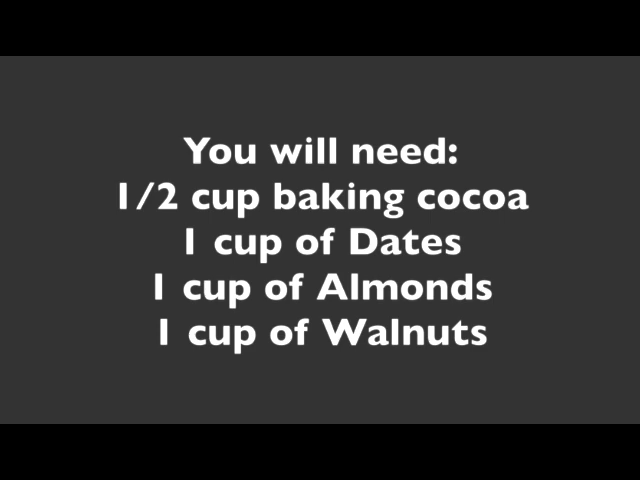 You will need:
1/2 cup baking cocoa
1 cup of Dates
1 cup of Almonds
1 cup of Walnuts